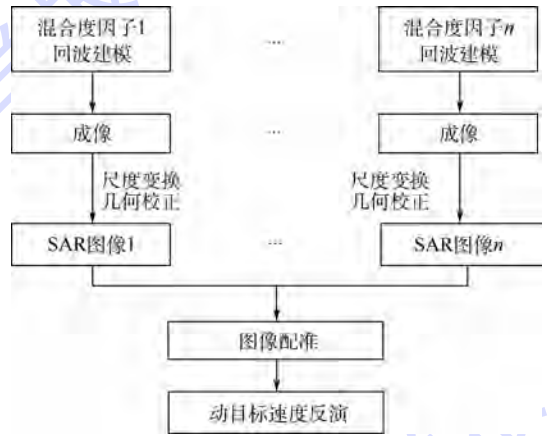 混合度因子1
回波建模
....
混合度因子n
回波建模
成像
...
成像
尺度变换
几何校正
尺度变换
几何校正
SAR图像1
...
SAR图像n
图像配准
动目标速度反演